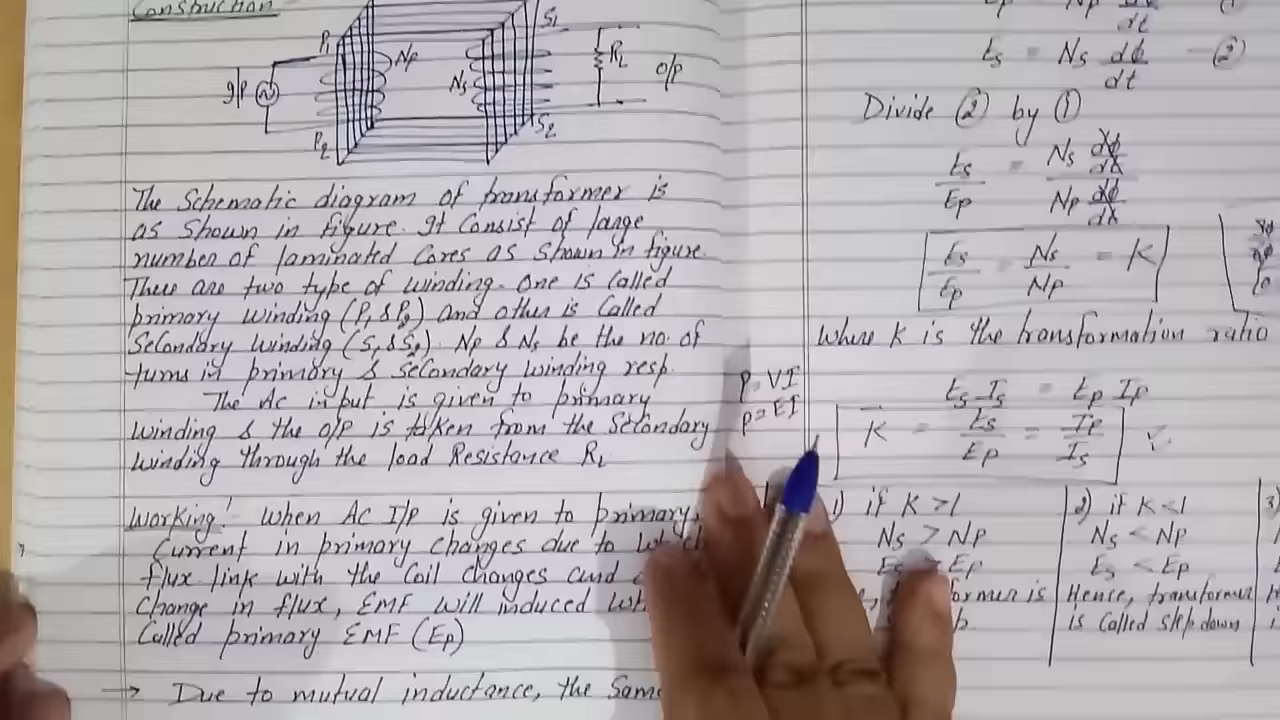 Construction
P1
Np
S1
RL
I/P
Ns
O/P
P2
S2
The Schematic diagram of transformer is
as shown in figure. It consist of large
number of laminated cores as shown in figure.
There are two type of winding. One is called
primary winding (P1 & P2) and other is called
Secondary winding (S1 & S2). Np & Ns be the no. of
turns in primary & secondary winding resp.
The Ac input is given to primary
winding & the o/p is taken from the Secondary
winding through the load Resistance RL
Working:- When Ac I/P is given to primary,
Current in primary changes due to
flux link with the coil changes and
change in flux, EMF will induced
called primary EMF (Ep)
→ Due to mutual inductance, the Same
P = VI
P = EI
Ep = Np dφ/dt
Es = Ns dφ/dt - (2)
Divide (2) by (1)
Es/Ep = Ns dφ/dt / Np dφ/dt
Es/Ep = Ns/Np = K
Where K is the transformation ratio
Es Is = Ep Ip
K = Es/Ep = Ip/Is
1) if K > 1
Ns > Np
former is
2) if K < 1
Ns < Np
Es < Ep
Hence, transformer
is called step down
3)